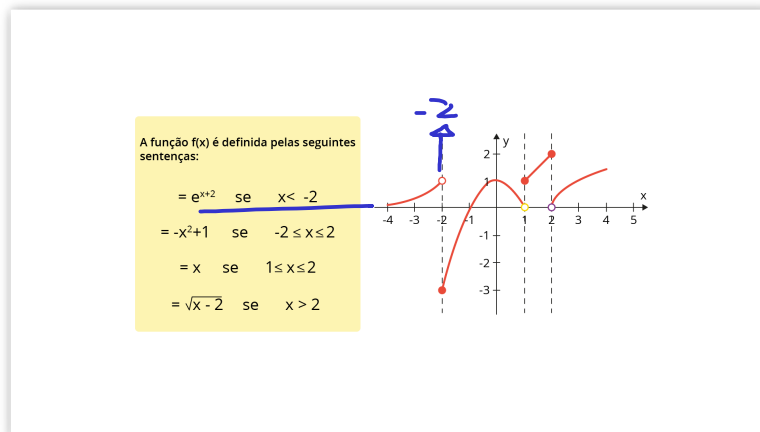 -2
A função f(x) é definida pelas seguintes
sentenças:
= eˣ⁺² se x< -2
= -x²+1 se -2 ≤ x ≤ 2
= x se 1≤ x ≤ 2
= √x - 2 se x > 2
y
x
2
1
-4 -3 -2 -1 1 2 3 4 5
-1
-2
-3